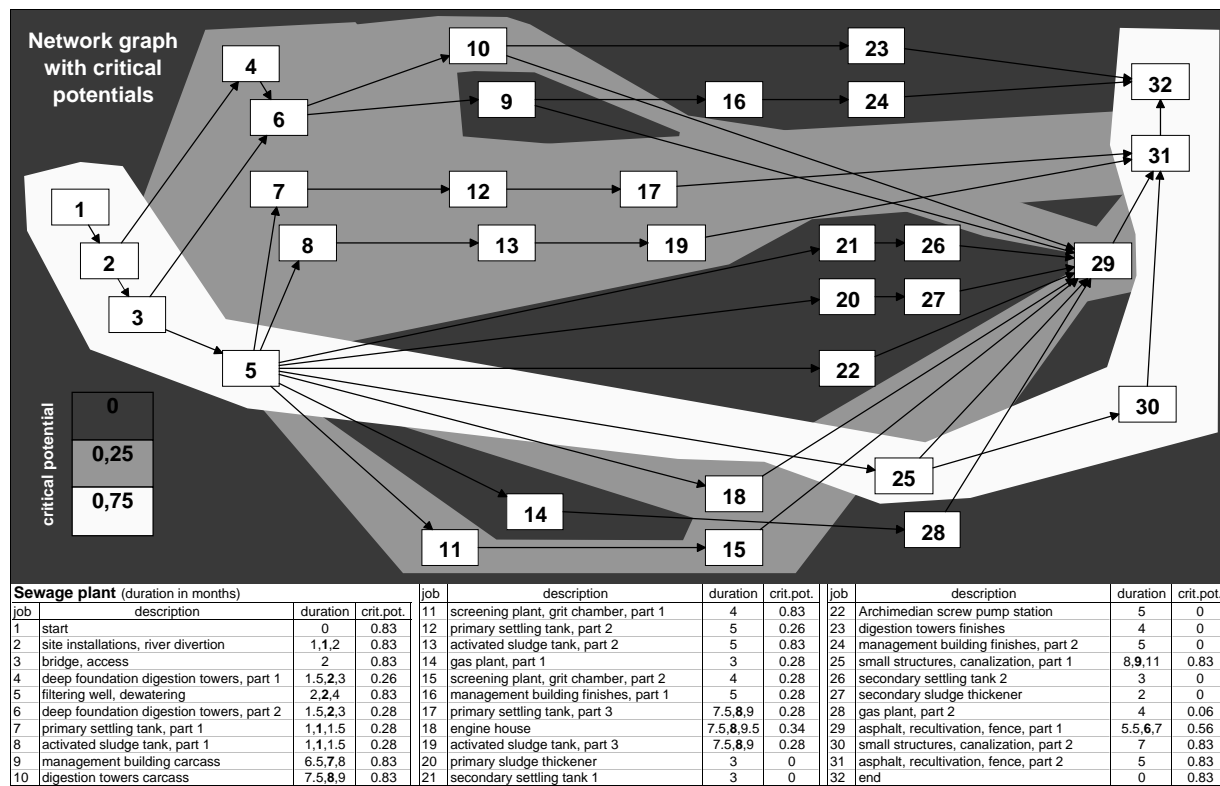 Network graph
with critical
potentials
10
23
4
32
9
16
24
6
31
7
12
17
1
8
13
19
21
26
2
29
20
27
3
5
22
30
critical potential
0
0,25
0,75
25
18
14
28
11
15
Sewage plant (duration in months)
job description duration crit.pot.
1 start 0 0.83
2 site installations, river divertion 1,1,2 0.83
3 bridge, access 2 0.83
4 deep foundation digestion towers, part 1 1.5,2,3 0.26
5 filtering well, dewatering 2,2,4 0.83
6 deep foundation digestion towers, part 2 1.5,2,3 0.28
7 primary settling tank, part 1 1,1,1.5 0.28
8 activated sludge tank, part 1 1,1,1.5 0.28
9 management building carcass 6.5,7,8 0.83
10 digestion towers carcass 7.5,8,9 0.83
job description duration crit.pot.
11 screening plant, grit chamber, part 1 4 0.83
12 primary settling tank, part 2 5 0.26
13 activated sludge tank, part 2 5 0.83
14 gas plant, part 1 3 0.28
15 screening plant, grit chamber, part 2 4 0.28
16 management building finishes, part 1 5 0.28
17 primary settling tank, part 3 7.5,8,9 0.28
18 engine house 7.5,8,9.5 0.34
19 activated sludge tank, part 3 7.5,8,9 0.28
20 primary sludge thickener 3 0
21 secondary settling tank 1 3 0
job description duration crit.pot.
22 Archimedian screw pump station 5 0
23 digestion towers finishes 4 0
24 management building finishes, part 2 5 0
25 small structures, canalization, part 1 8,9,11 0.83
26 secondary settling tank 2 3 0
27 secondary sludge thickener 2 0
28 gas plant, part 2 4 0.06
29 asphalt, recultivation, fence, part 1 5.5,6,7 0.56
30 small structures, canalization, part 2 7 0.83
31 asphalt, recultivation, fence, part 2 5 0.83
32 end 0 0.83